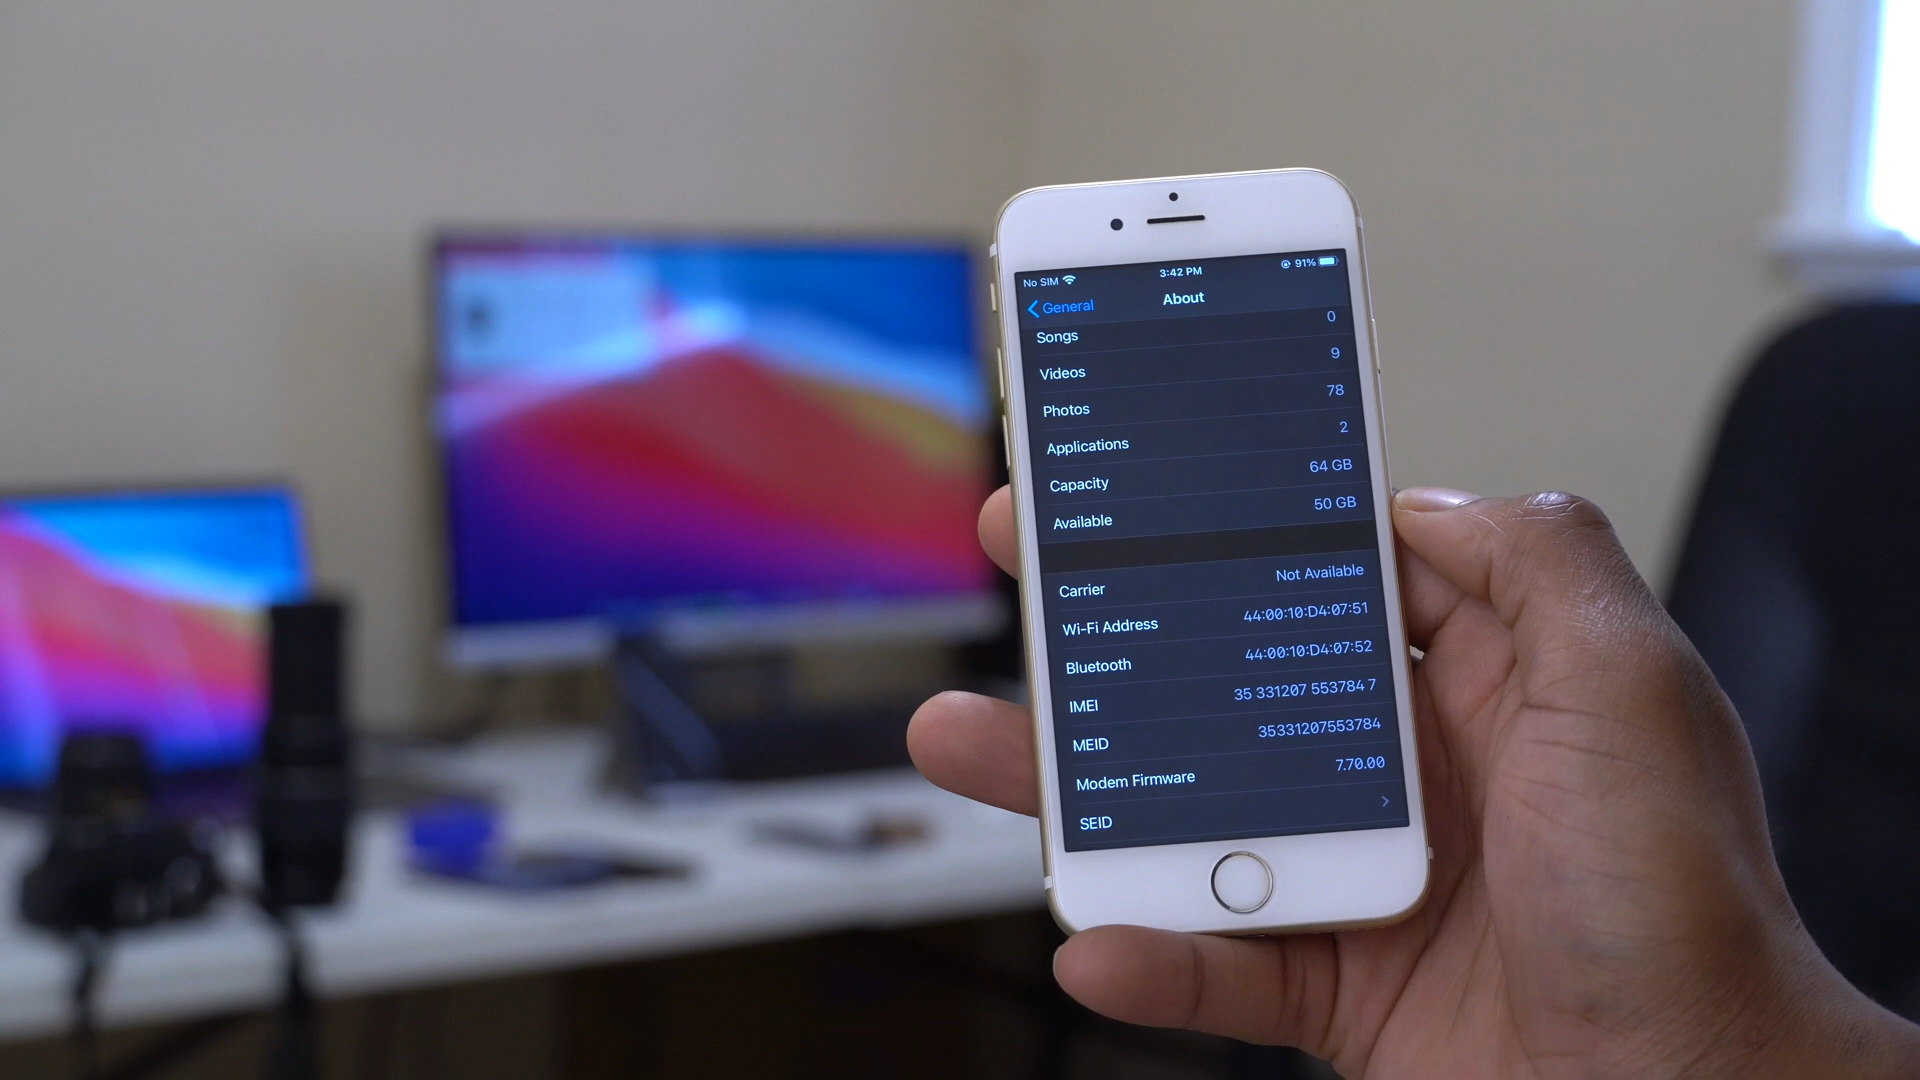 No SIM 3:42 PM 91%
General About
Songs 0
Videos 9
Photos 78
Applications 2
Capacity 64 GB
Available 50 GB
Carrier Not Available
Wi-Fi Address 44:00:10:D4:07:51
Bluetooth 44:00:10:D4:07:52
IMEI 35 331207 553784 7
MEID 35331207553784
Modem Firmware 7.70.00
SEID